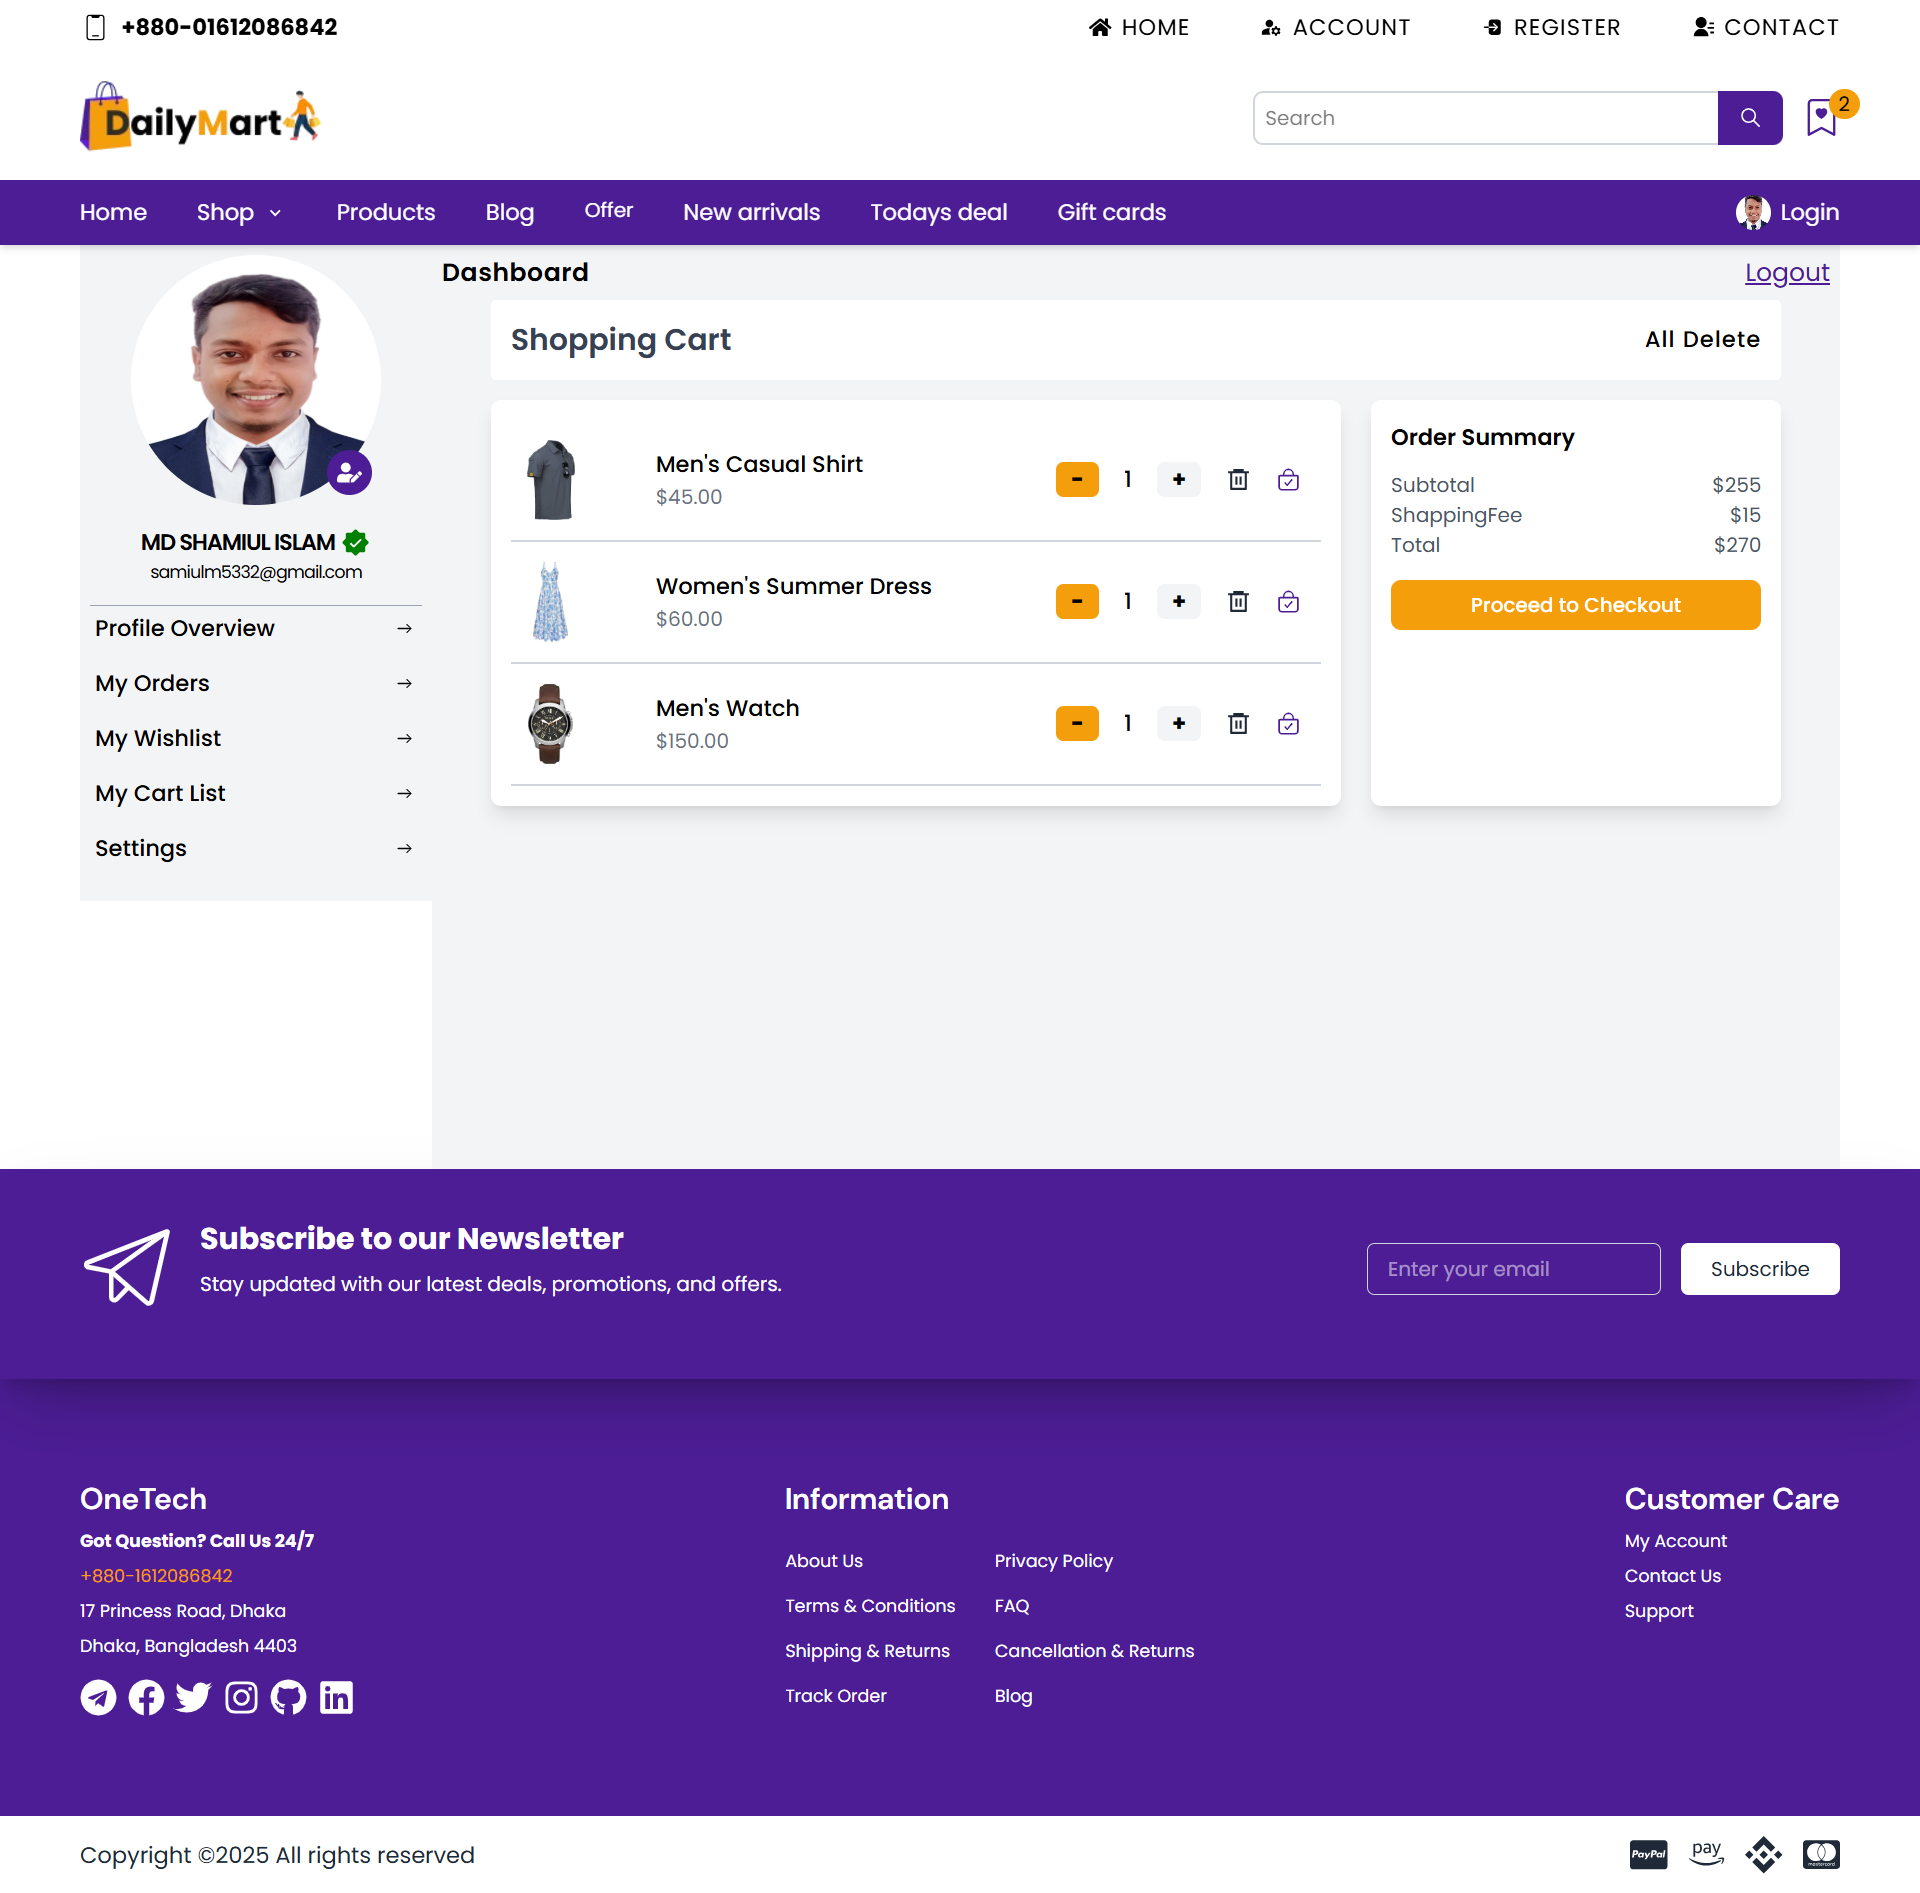 +880-01612086842
HOME
ACCOUNT
REGISTER
CONTACT
DailyMart
Search
2
Home
Shop
Products
Blog
Offer
New arrivals
Todays deal
Gift cards
Login
Dashboard
Logout
Shopping Cart
All Delete
MD SHAMIUL ISLAM
samiulm5332@gmail.com
Profile Overview
My Orders
My Wishlist
My Cart List
Settings
Men's Casual Shirt
$45.00
- 1 +
Women's Summer Dress
$60.00
- 1 +
Men's Watch
$150.00
- 1 +
Order Summary
Subtotal $255
ShappingFee $15
Total $270
Proceed to Checkout
Subscribe to our Newsletter
Stay updated with our latest deals, promotions, and offers.
Enter your email
Subscribe
OneTech
Got Question? Call Us 24/7
+880-1612086842
17 Princess Road, Dhaka
Dhaka, Bangladesh 4403
Information
About Us
Terms & Conditions
Shipping & Returns
Track Order
Privacy Policy
FAQ
Cancellation & Returns
Blog
Customer Care
My Account
Contact Us
Support
Copyright ©2025 All rights reserved
PayPal
pay
mastercard